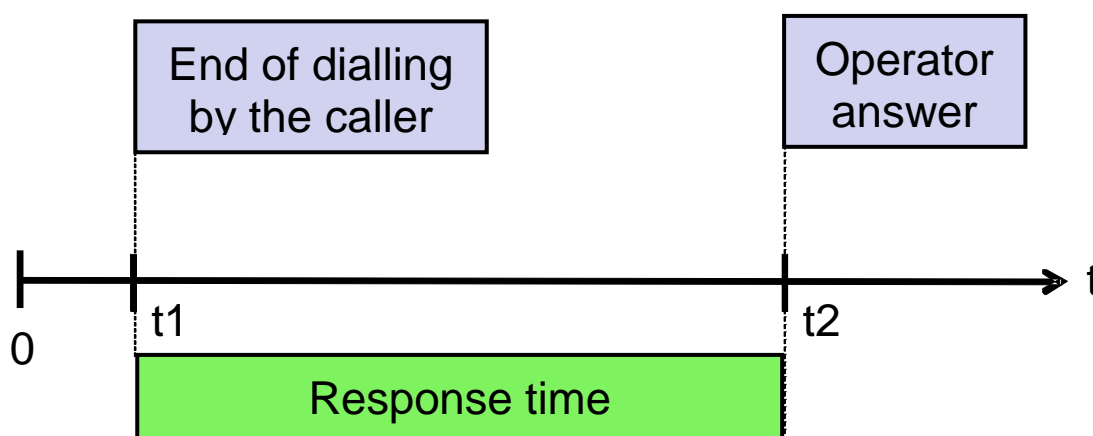 End of dialling
by the caller
Operator
answer
t
0
t1
t2
Response time